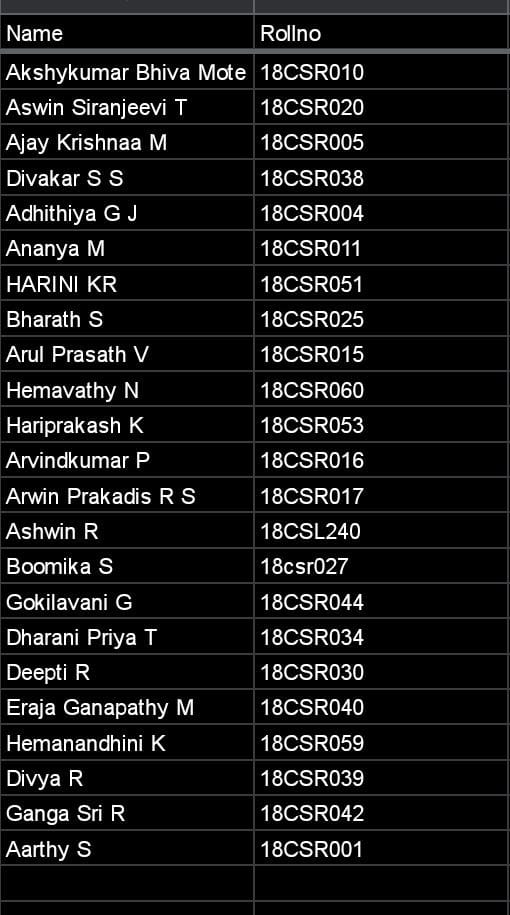 Name Rollno
Akshykumar Bhiva Mote 18CSR010
Aswin Siranjeevi T 18CSR020
Ajay Krishnaa M 18CSR005
Divakar S S 18CSR038
Adhithiya G J 18CSR004
Ananya M 18CSR011
HARINI KR 18CSR051
Bharath S 18CSR025
Arul Prasath V 18CSR015
Hemavathy N 18CSR060
Hariprakash K 18CSR053
Arvindkumar P 18CSR016
Arwin Prakadis R S 18CSR017
Ashwin R 18CSL240
Boomika S 18csr027
Gokilavani G 18CSR044
Dharani Priya T 18CSR034
Deepti R 18CSR030
Eraja Ganapathy M 18CSR040
Hemanandhini K 18CSR059
Divya R 18CSR039
Ganga Sri R 18CSR042
Aarthy S 18CSR001